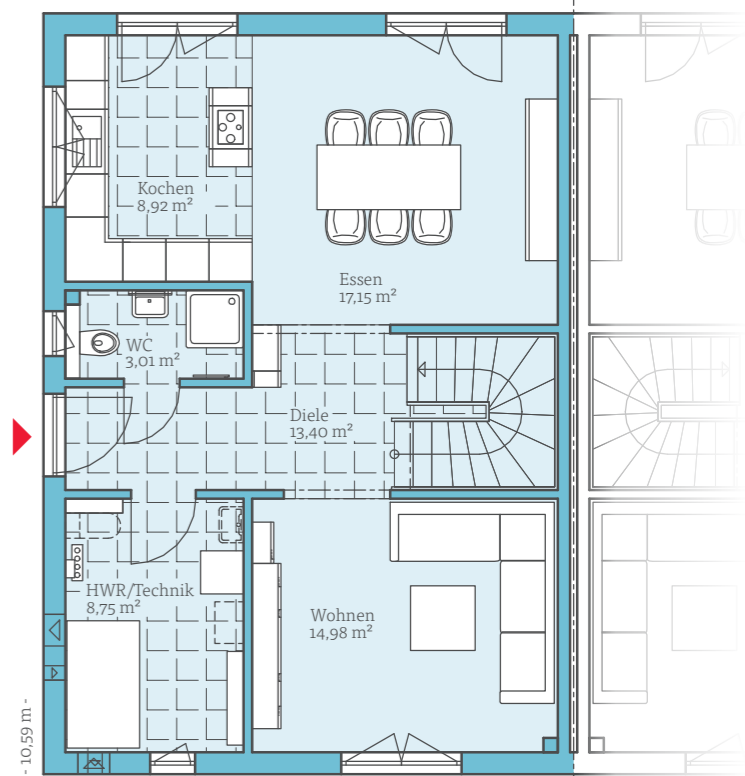 Kochen
8,92 m²
Essen
17,15 m²
WC
3,01 m²
Diele
13,40 m²
HWR/Technik
8,75 m²
Wohnen
14,98 m²
- 10,59 m -